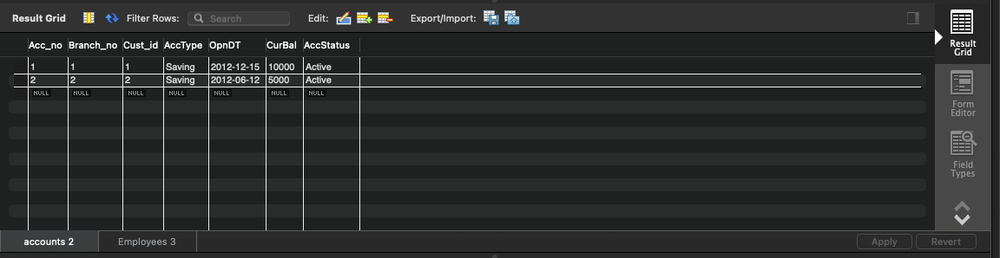 Result Grid Filter Rows: Search Edit: Export/Import:
Result
Grid
Acc_no Branch_no Cust_id AccType OpnDT CurBal AccStatus
1 1 1 Saving 2012-12-15 10000 Active
2 2 2 Saving 2012-06-12 5000 Active
NULL NULL NULL NULL NULL NULL NULL
Form
Editor
Field
Types
accounts 2 Employees 3 Apply Revert